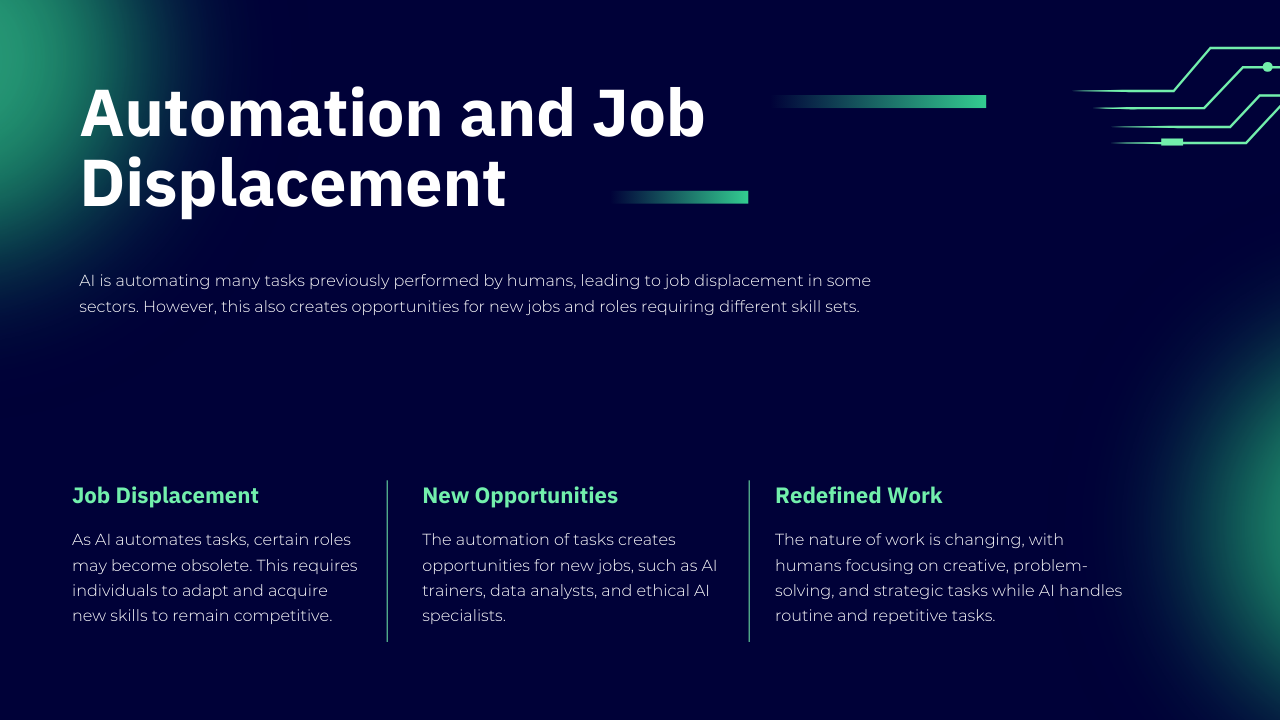 Automation and Job
Displacement
AI is automating many tasks previously performed by humans, leading to job displacement in some
sectors. However, this also creates opportunities for new jobs and roles requiring different skill sets.
Job Displacement
As AI automates tasks, certain roles
may become obsolete. This requires
individuals to adapt and acquire
new skills to remain competitive.
New Opportunities
The automation of tasks creates
opportunities for new jobs, such as AI
trainers, data analysts, and ethical AI
specialists.
Redefined Work
The nature of work is changing, with
humans focusing on creative, problem-
solving, and strategic tasks while AI handles
routine and repetitive tasks.